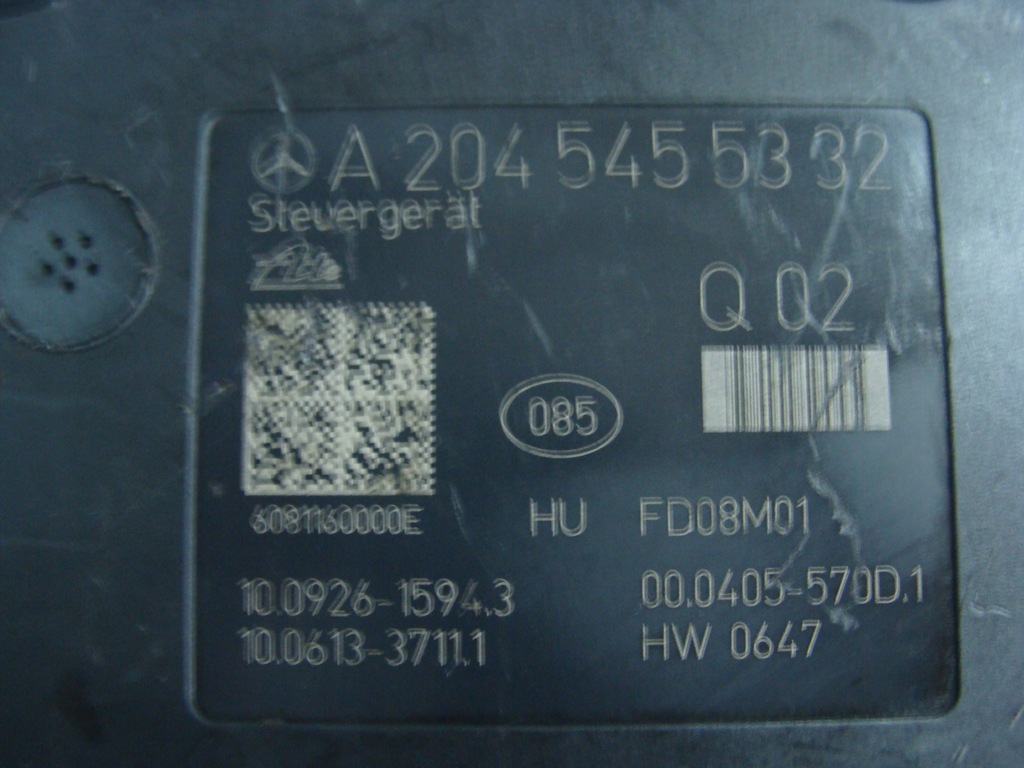 A 204 545 53 32
Steuergerät
Ate
Q 02
085
6081160000E
HU FD08M01
10.0926-1594.3 00.0405-570D.1
10.0613-3711.1 HW 0647